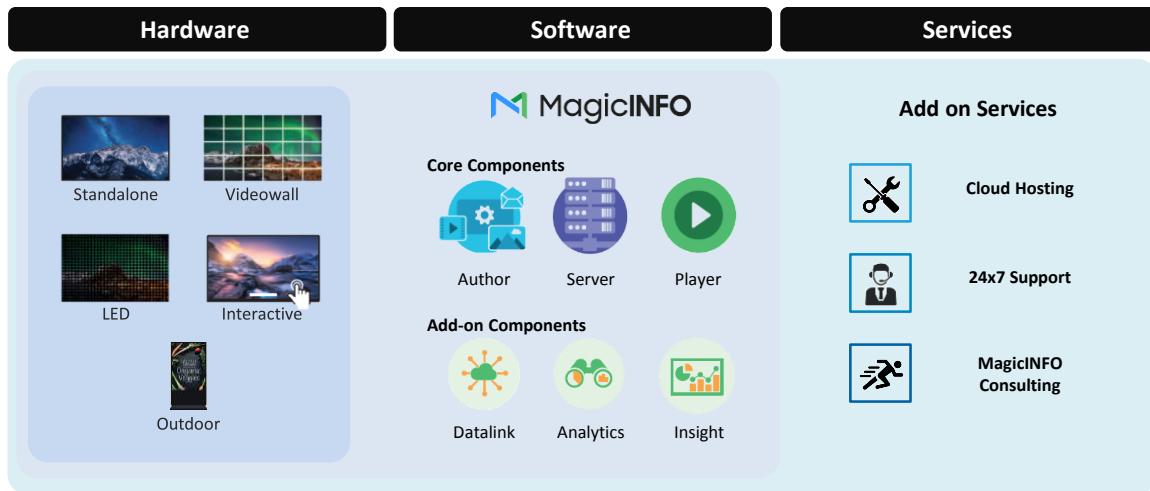 Hardware
Software
Services
Standalone
Videowall
LED
Interactive
Outdoor
MagicINFO
Core Components
Author
Server
Player
Add-on Components
Datalink
Analytics
Insight
Add on Services
Cloud Hosting
24x7 Support
MagicINFO
Consulting